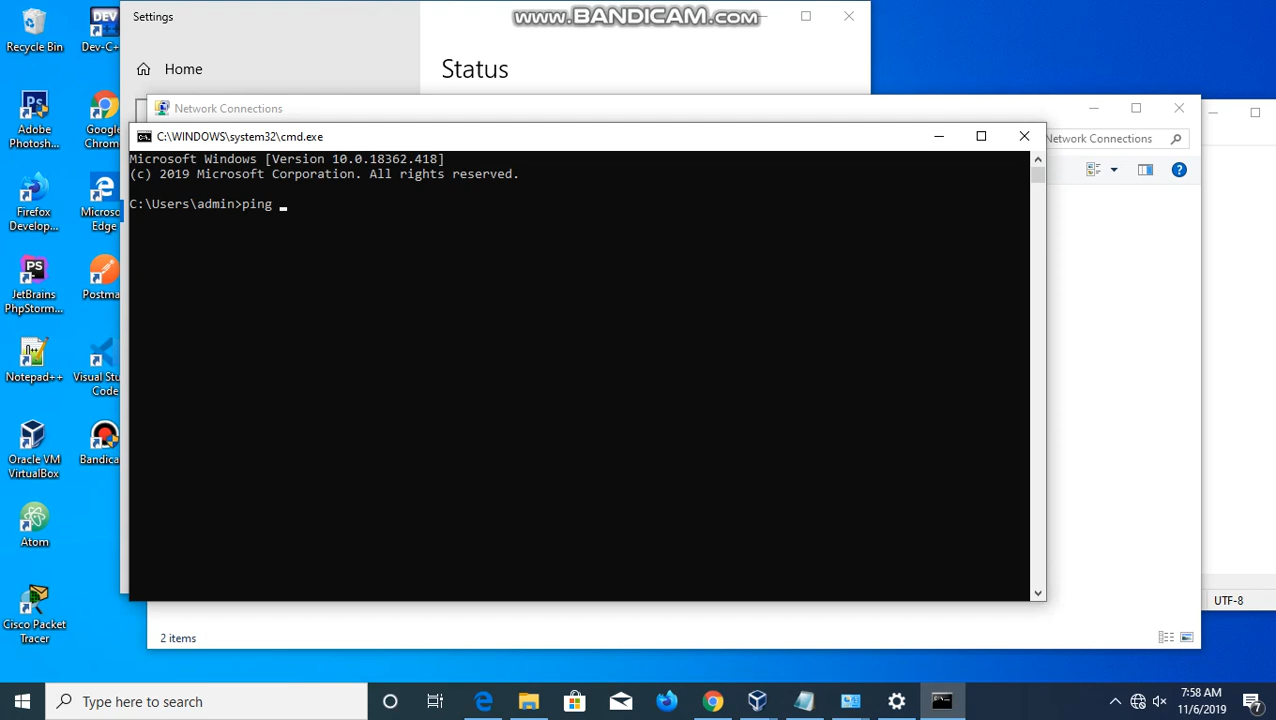 Settings
www.BANDICAM.com
Home
Status
Network Connections
Network Connections
C:\WINDOWS\system32\cmd.exe
Microsoft Windows [Version 10.0.18362.418]
(c) 2019 Microsoft Corporation. All rights reserved.
C:\Users\admin>ping _
2 items
UTF-8
Recycle Bin
Dev-C+
Adobe
Photosh...
Google
Chrom
Firefox
Develop...
Microso
Edge
JetBrains
PhpStorm...
Postma
Notepad++
Visual Stu
Code
Oracle VM
VirtualBox
Bandica
Atom
Cisco Packet
Tracer
Type here to search
7:58 AM
11/6/2019
7